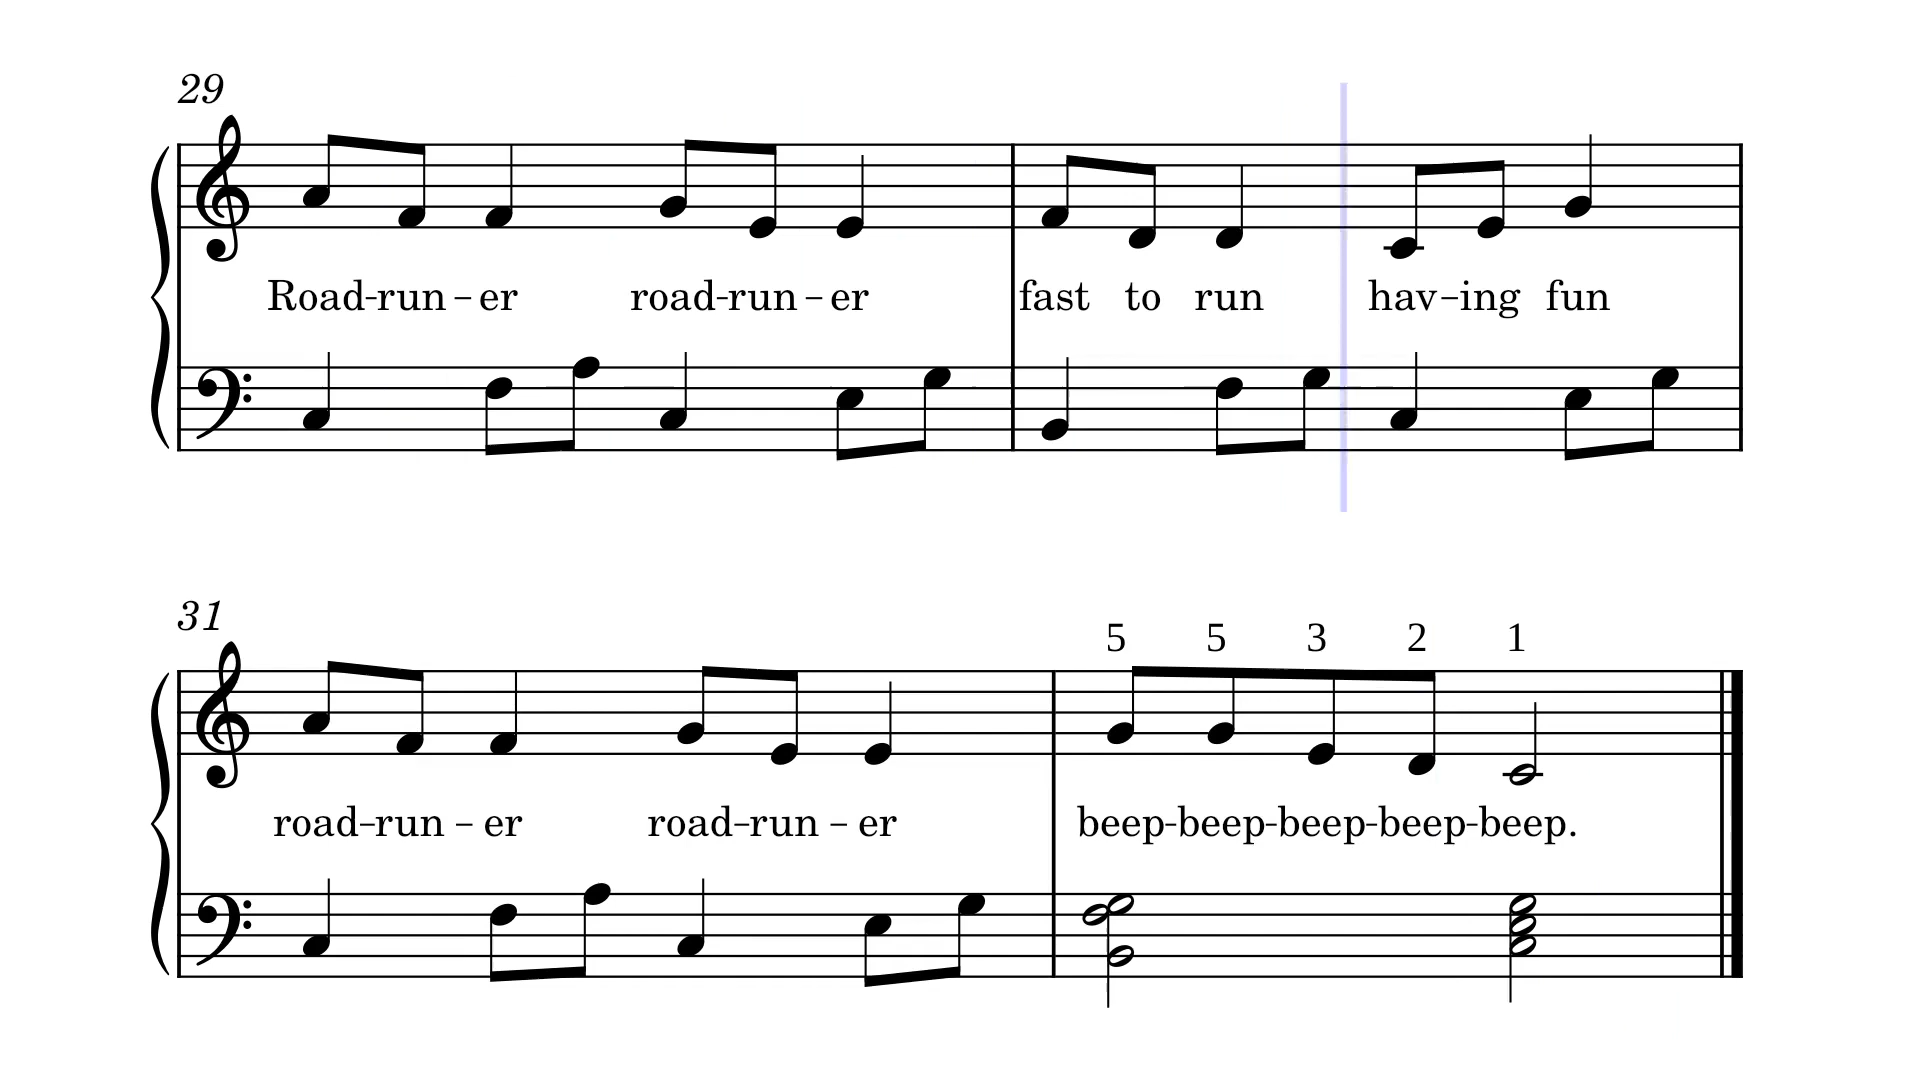 29
Road-run-er road-run-er fast to run hav-ing fun
31
5 5 3 2 1
road-run-er road-run-er beep-beep-beep-beep-beep.